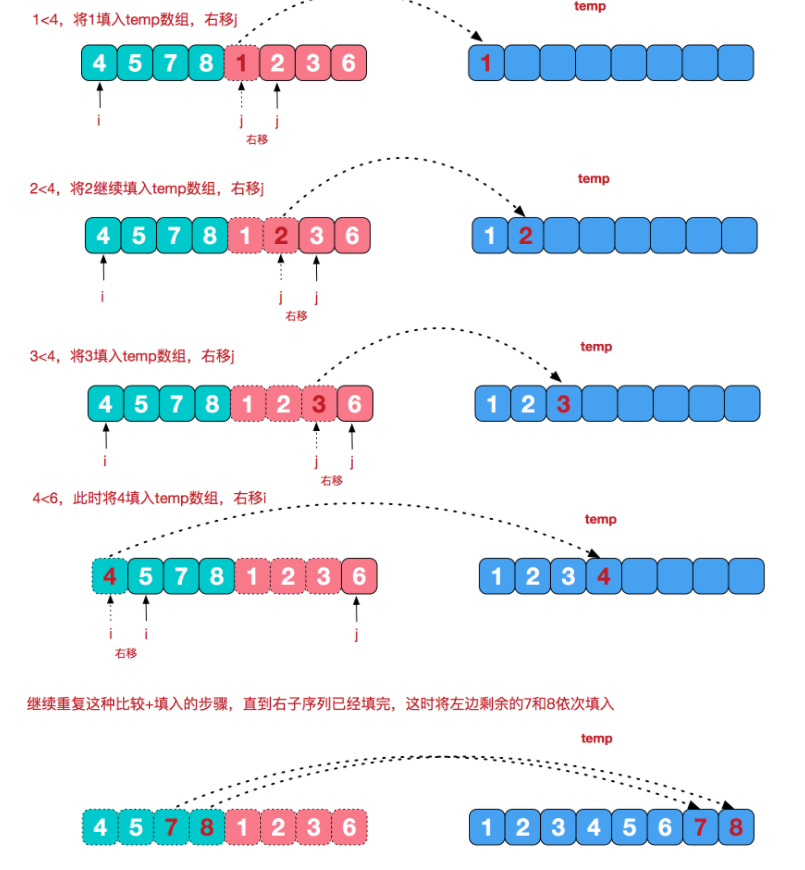 temp
1<4，将1填入temp数组，右移j
4 5 7 8 1 2 3 6
1
i
j
j
右移
2<4，将2继续填入temp数组，右移j
temp
4 5 7 8 1 2 3 6
1 2
i
j
j
右移
3<4，将3填入temp数组，右移j
temp
4 5 7 8 1 2 3 6
1 2 3
i
j
j
右移
4<6，此时将4填入temp数组，右移i
temp
4 5 7 8 1 2 3 6
1 2 3 4
i
i
j
右移
继续重复这种比较+填入的步骤，直到右子序列已经填完，这时将左边剩余的7和8依次填入
temp
4 5 7 8 1 2 3 6
1 2 3 4 5 6 7 8